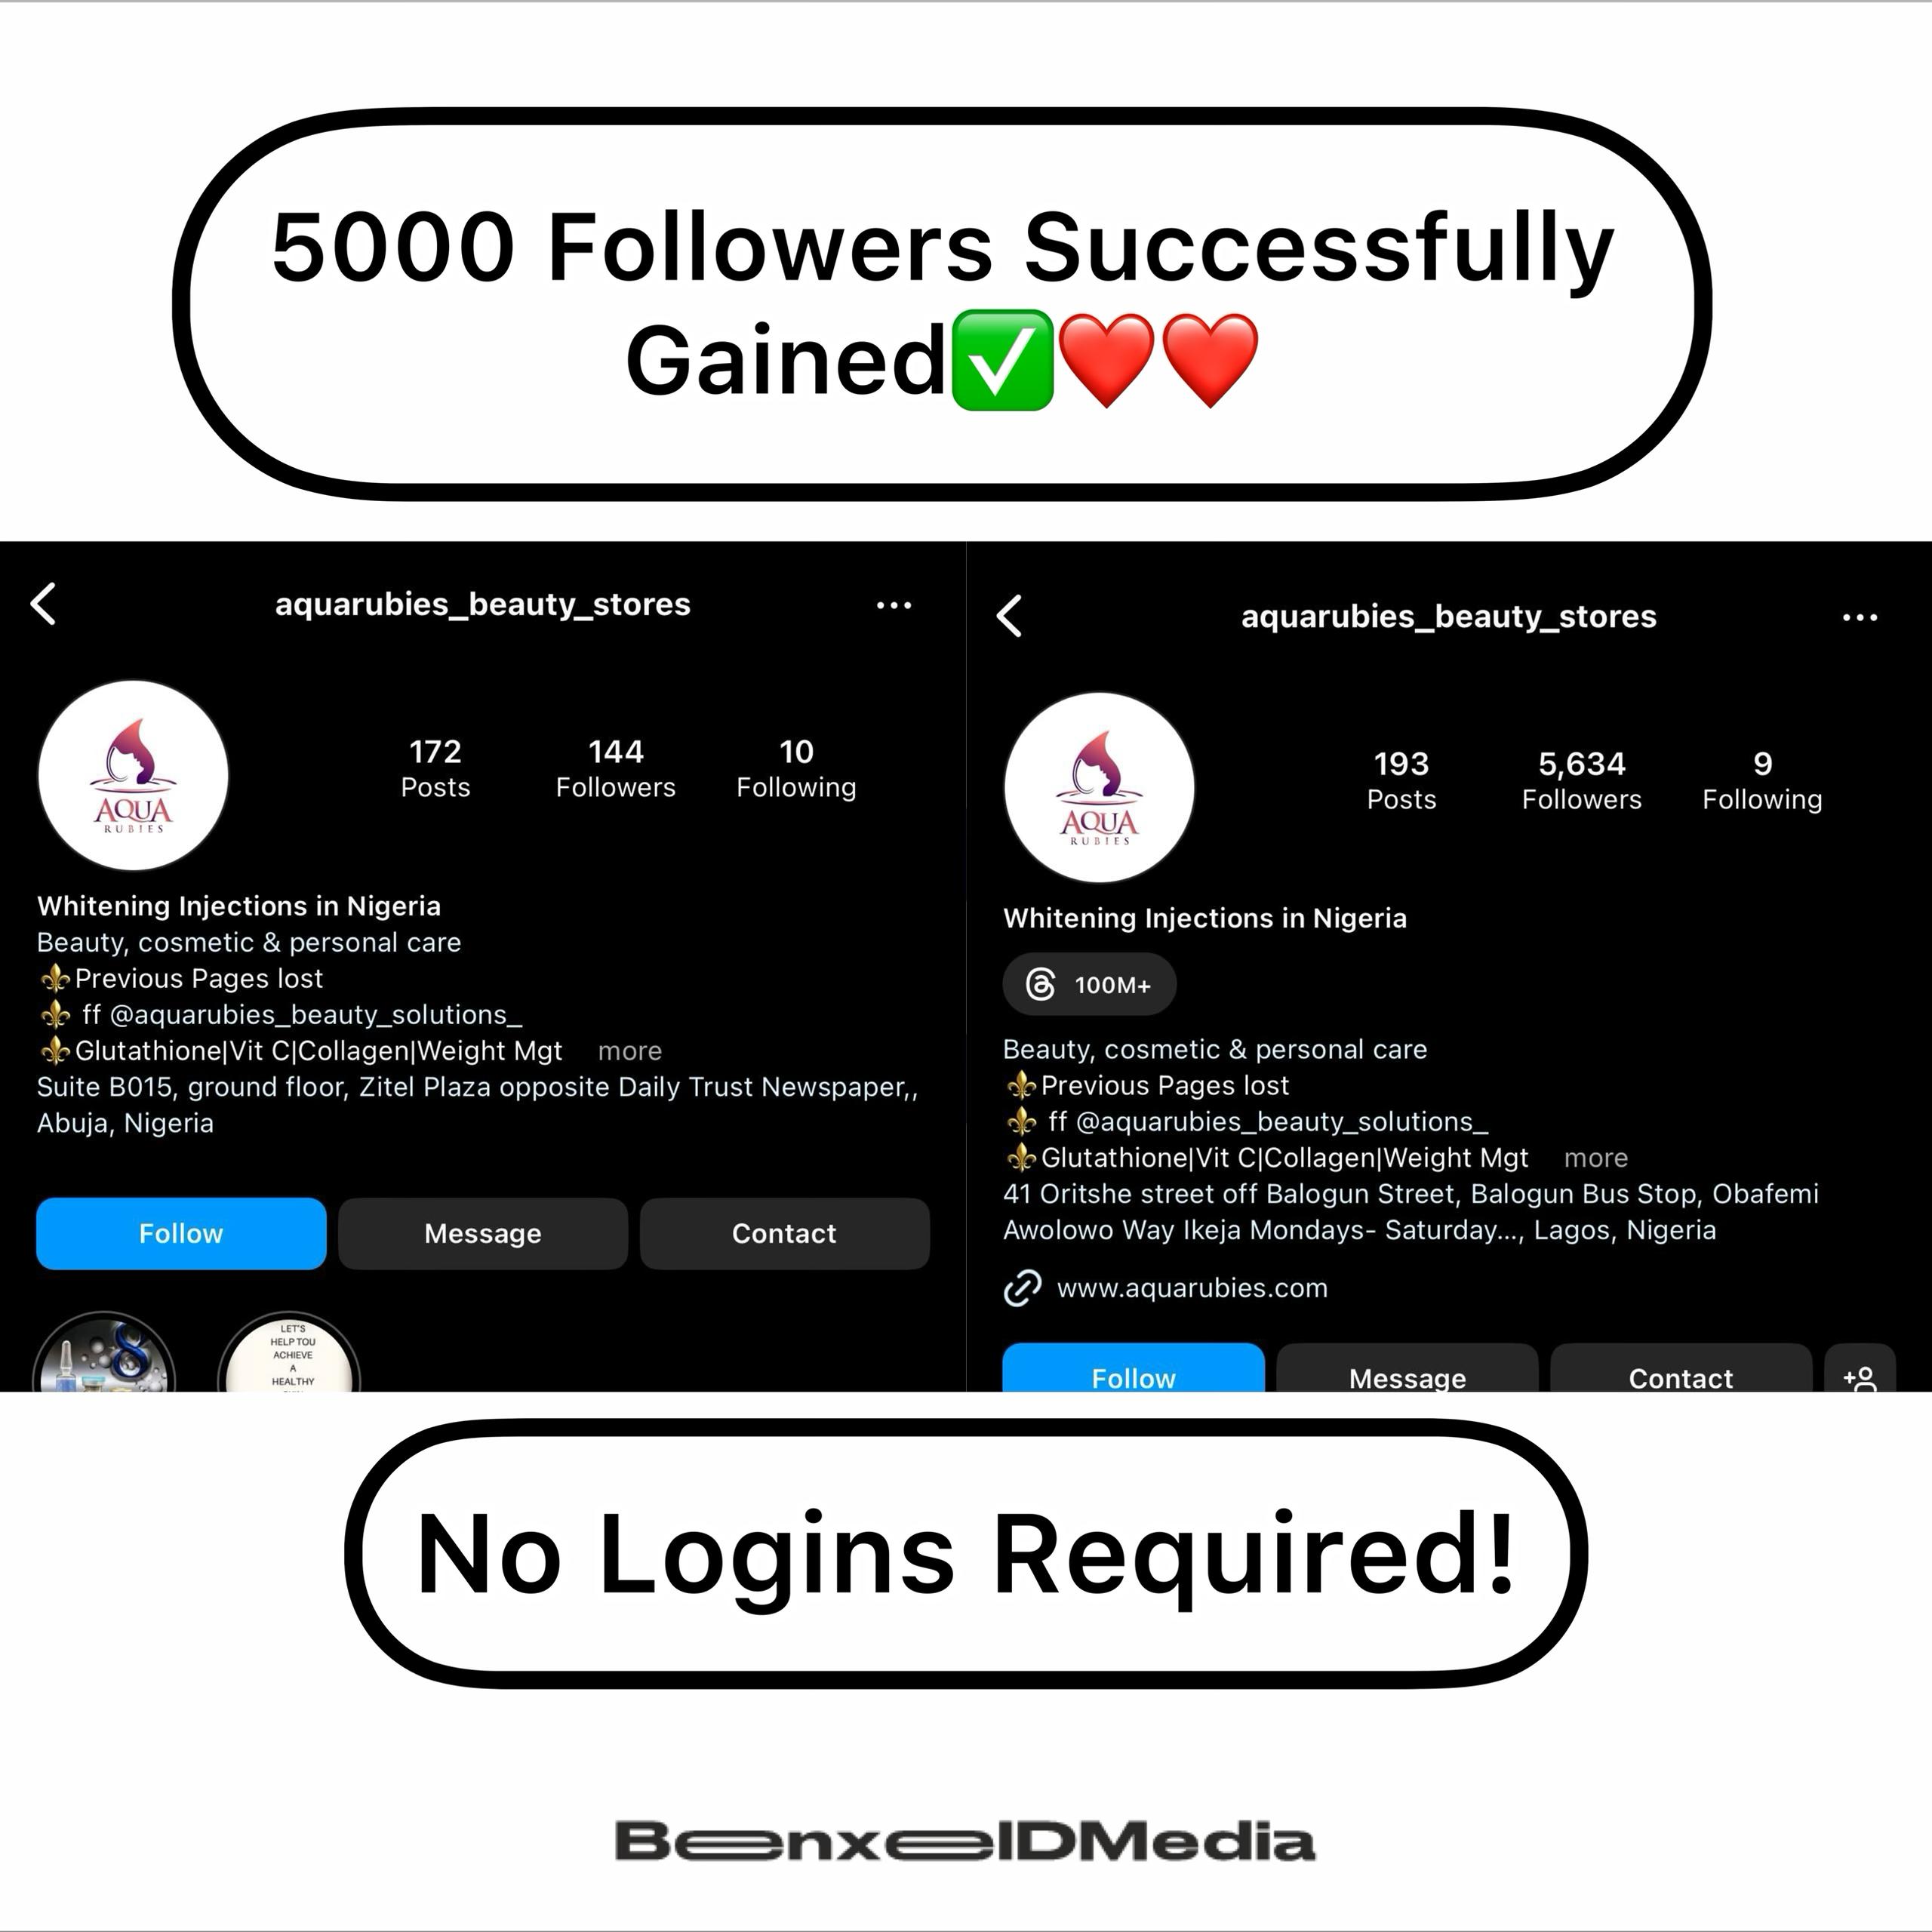 5000 Followers Successfully
Gained✅❤️❤️
aquarubies_beauty_stores
AQUA
RUBIES
172
Posts
144
Followers
10
Following
Whitening Injections in Nigeria
Beauty, cosmetic & personal care
⚜️Previous Pages lost
⚜️ ff @aquarubies_beauty_solutions_
⚜️Glutathione|Vit C|Collagen|Weight Mgt more
Suite B015, ground floor, Zitel Plaza opposite Daily Trust Newspaper,,
Abuja, Nigeria
Follow
Message
Contact
LET'S
HELP TOU
ACHIEVE
A
HEALTHY
aquarubies_beauty_stores
AQUA
RUBIES
193
Posts
5,634
Followers
9
Following
Whitening Injections in Nigeria
100M+
Beauty, cosmetic & personal care
⚜️Previous Pages lost
⚜️ ff @aquarubies_beauty_solutions_
⚜️Glutathione|Vit C|Collagen|Weight Mgt more
41 Oritshe street off Balogun Street, Balogun Bus Stop, Obafemi
Awolowo Way Ikeja Mondays- Saturday..., Lagos, Nigeria
www.aquarubies.com
Follow
Message
Contact
No Logins Required!
BenxeIDMedia